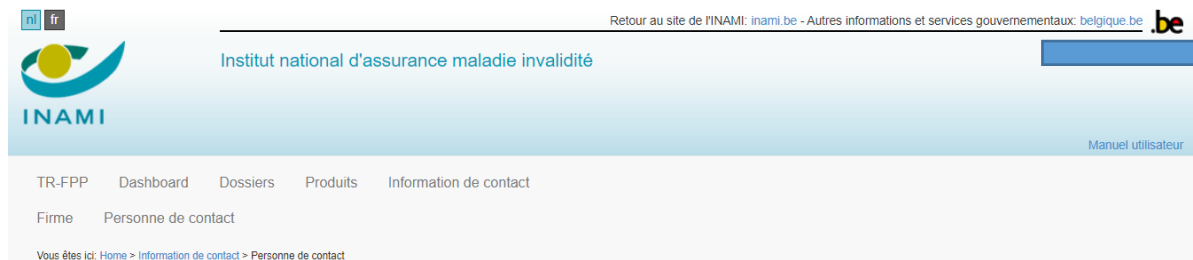 nl fr
Retour au site de l'INAMI: inami.be - Autres informations et services gouvernementaux: belgique.be
.be
Institut national d'assurance maladie invalidité
INAMI
Manuel utilisateur
TR-FPP Dashboard Dossiers Produits Information de contact
Firme Personne de contact
Vous êtes ici: Home > Information de contact > Personne de contact